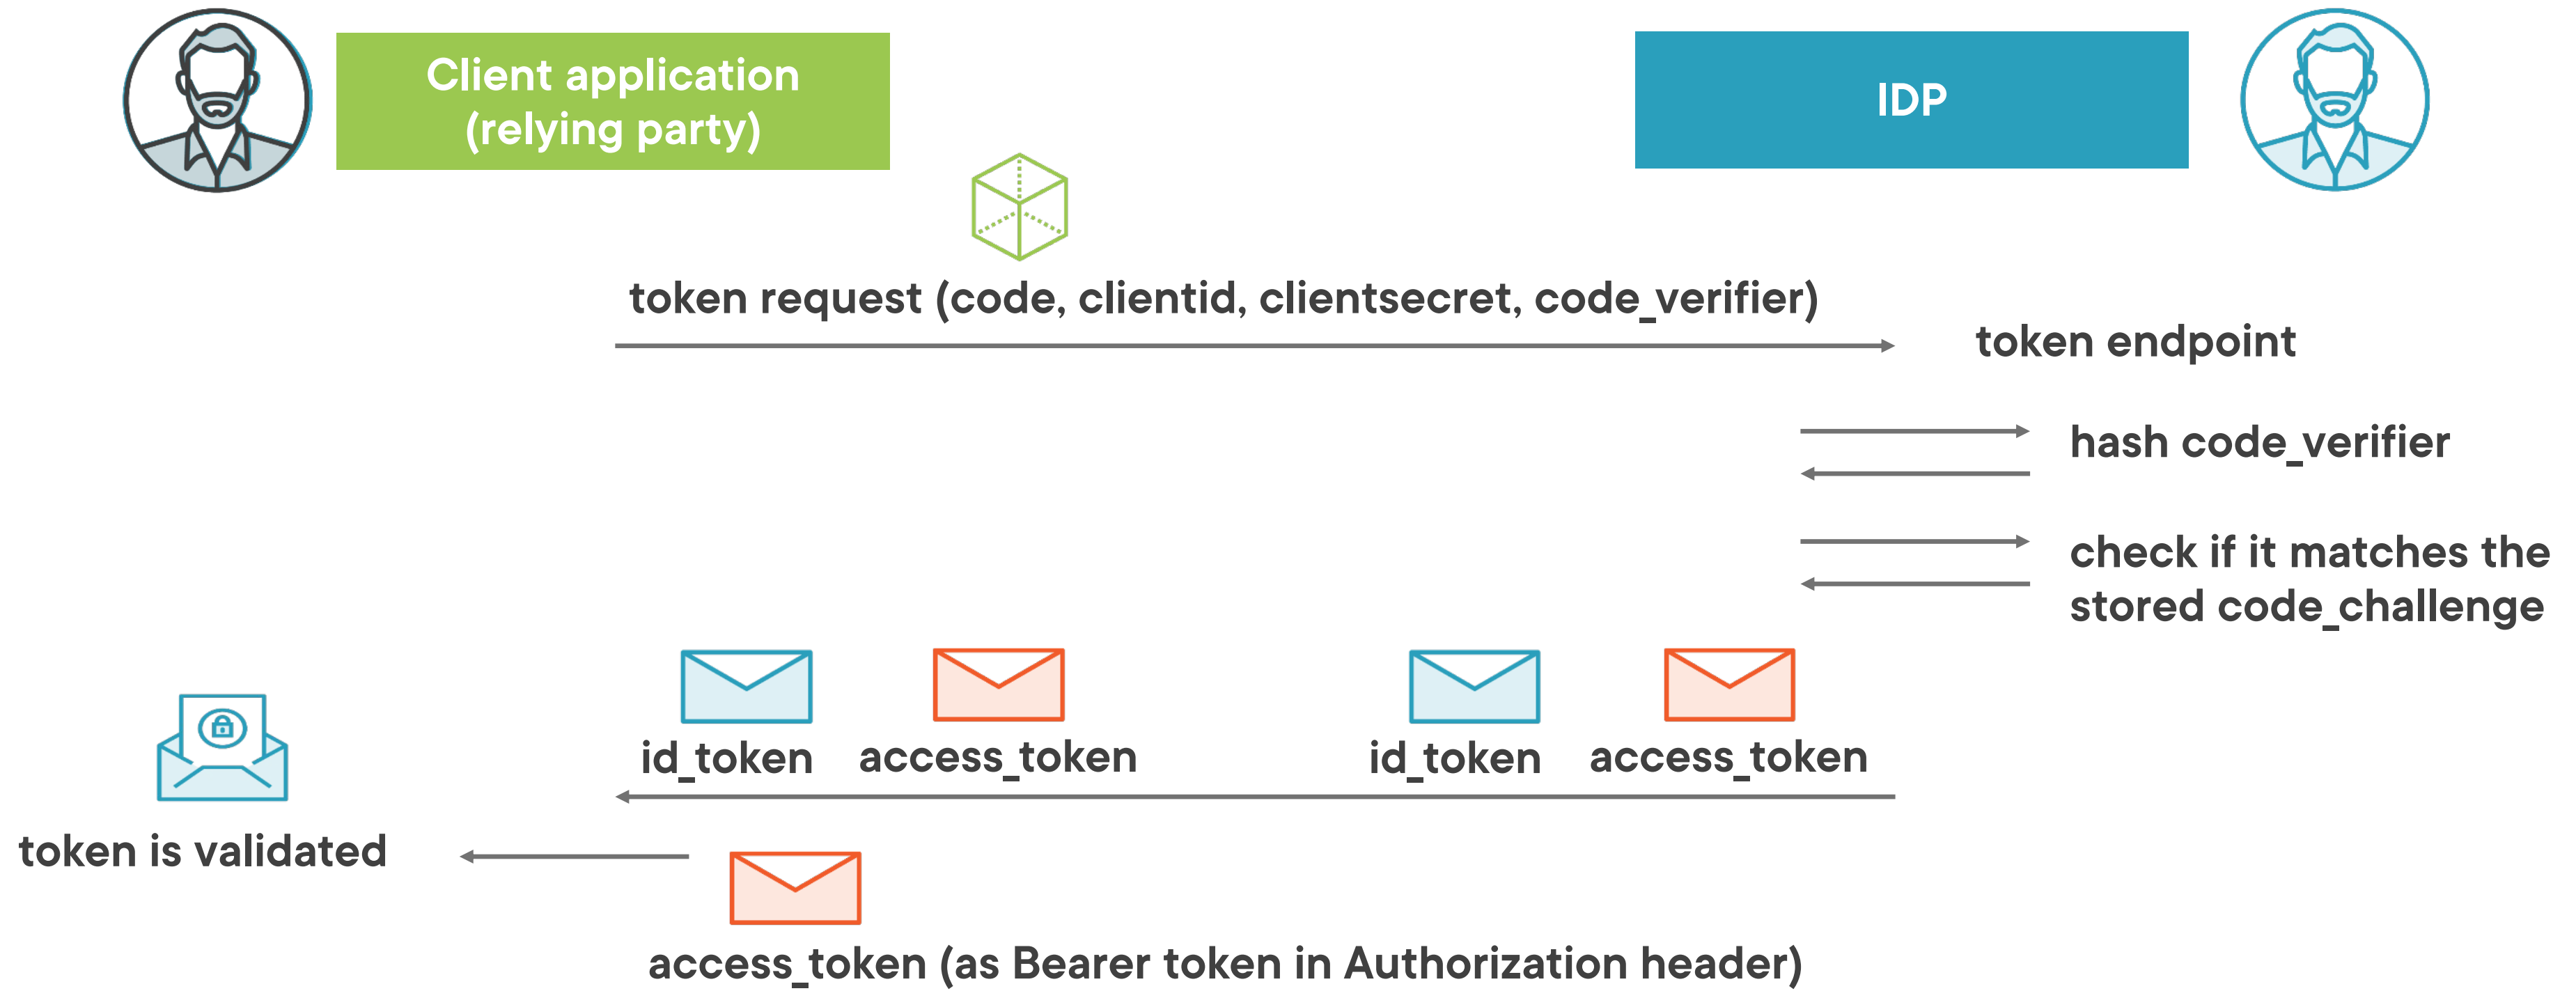 Client application
(relying party)
IDP
token request (code, clientid, clientsecret, code_verifier)
token endpoint
hash code_verifier
check if it matches the
stored code_challenge
id_token
access_token
id_token
access_token
token is validated
access_token (as Bearer token in Authorization header)